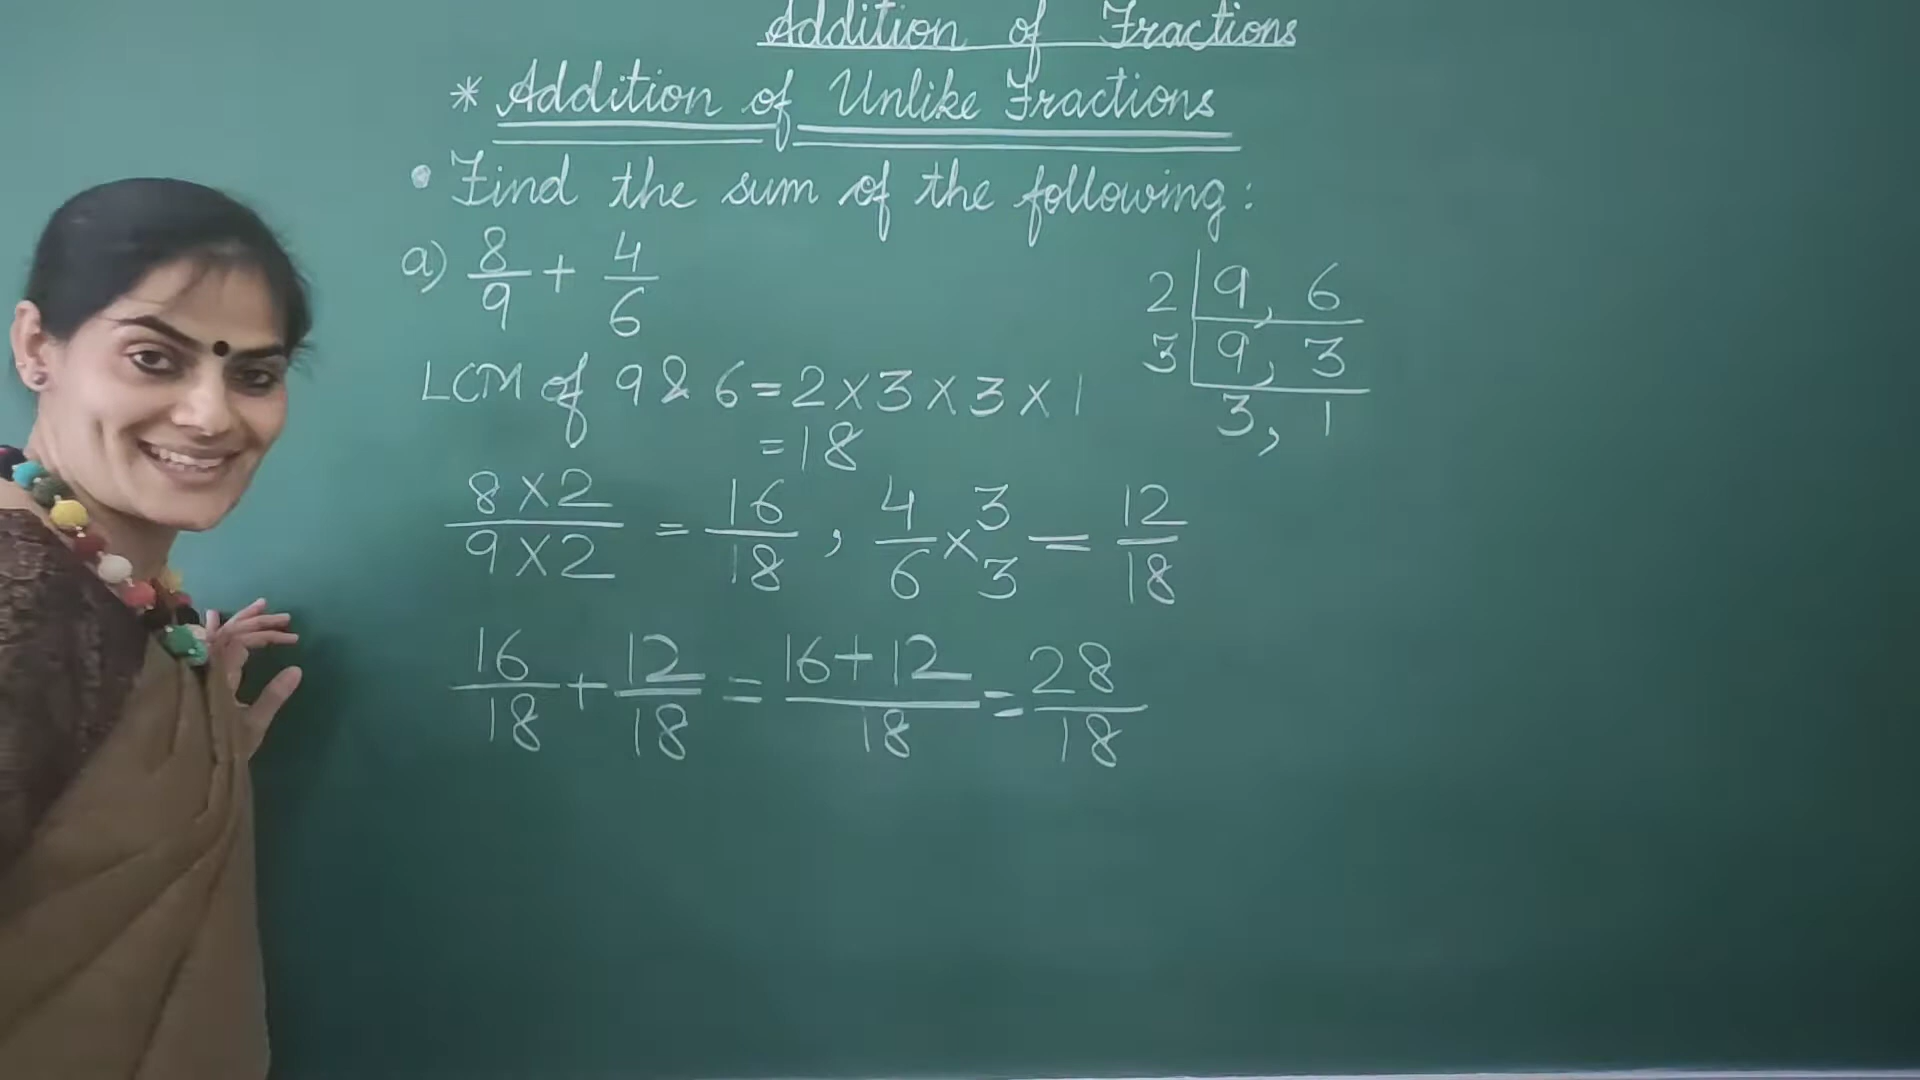 Addition of Fractions
* Addition of Unlike Fractions
• Find the sum of the following:
a) 8/9 + 4/6
2 | 9, 6
3 | 9, 3
3, 1
LCM of 9 & 6 = 2 × 3 × 3 × 1
= 18
8 × 2 / 9 × 2 = 16/18 , 4/6 × 3/3 = 12/18
16/18 + 12/18 = 16 + 12 / 18 = 28/18